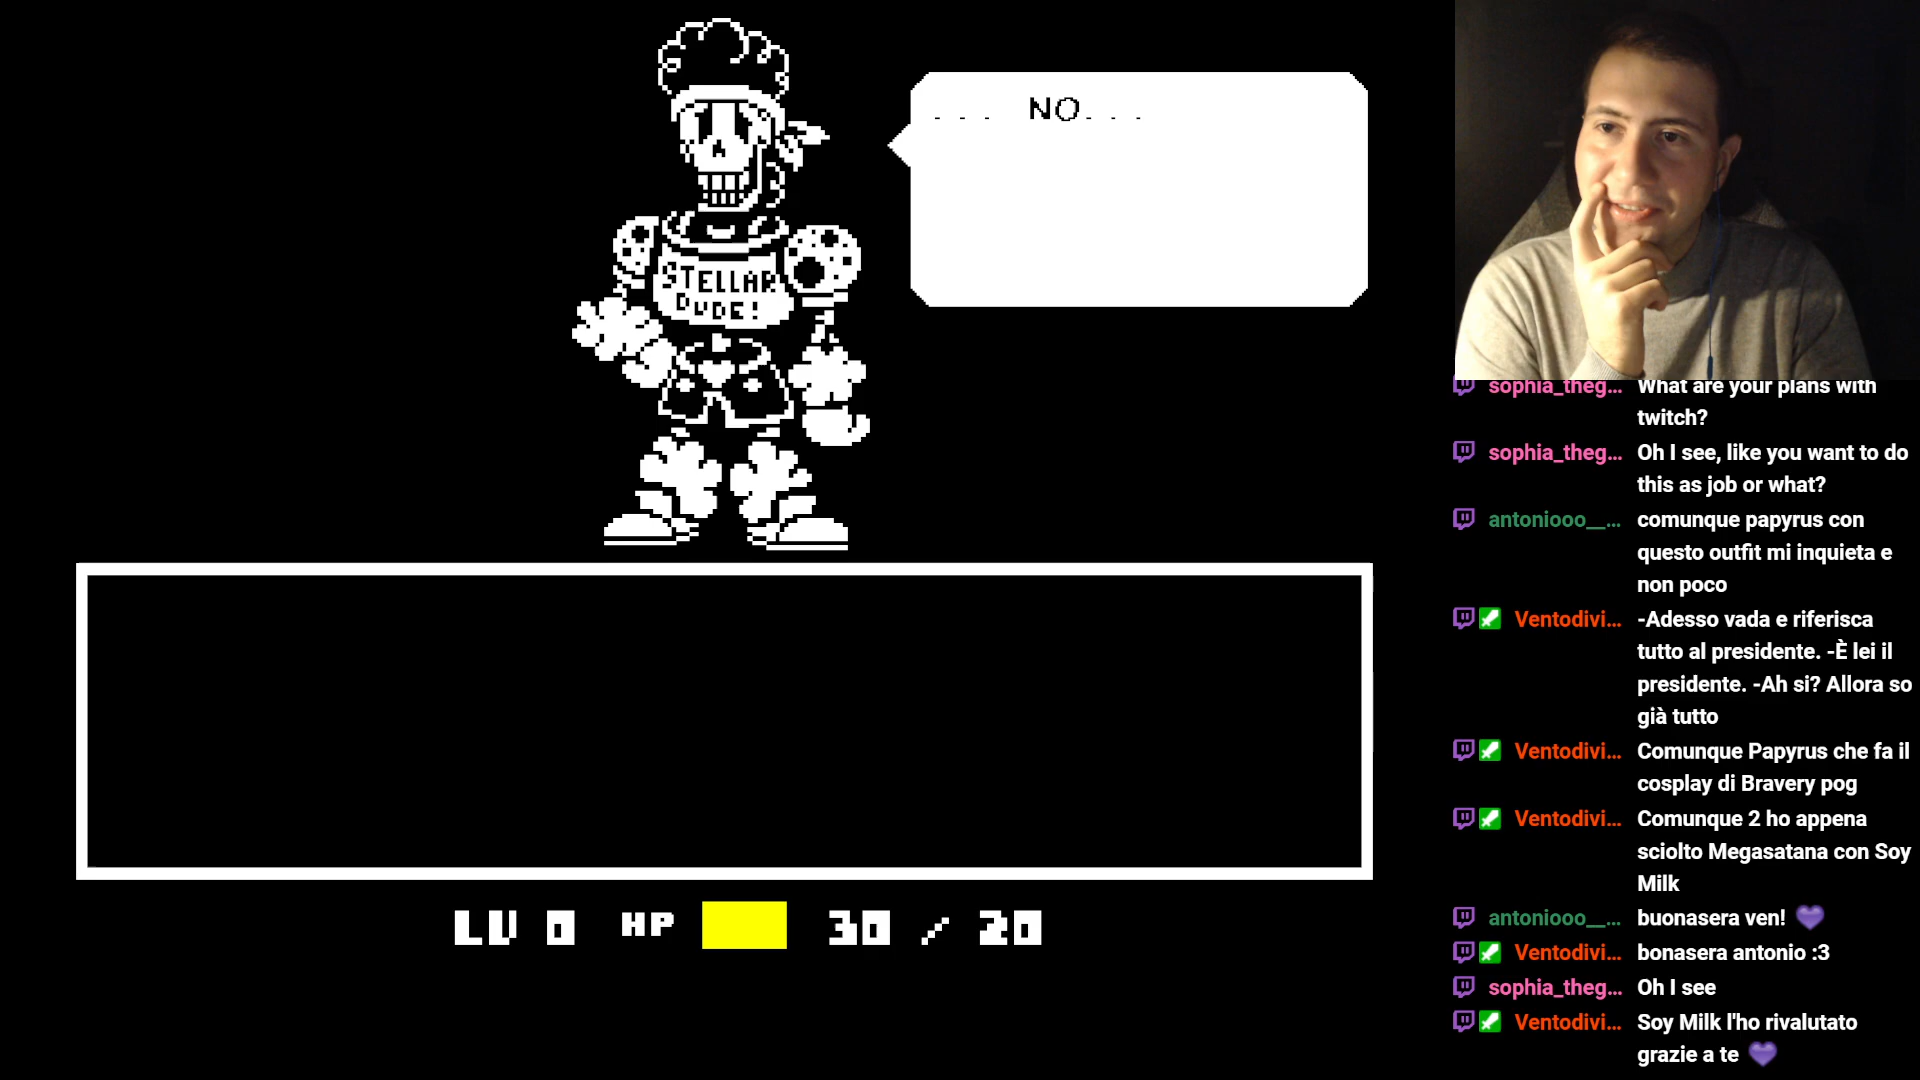 ... NO...
STELLAR
DUDE!
LV 0 HP 30 / 20
sophia_theg... What are your plans with
twitch?
sophia_theg... Oh I see, like you want to do
this as job or what?
antoniooo__... comunque papyrus con
questo outfit mi inquieta e
non poco
Ventodivi... -Adesso vada e riferisca
tutto al presidente. -È lei il
presidente. -Ah si? Allora so
già tutto
Ventodivi... Comunque Papyrus che fa il
cosplay di Bravery pog
Ventodivi... Comunque 2 ho appena
sciolto Megasatana con Soy
Milk
antoniooo__... buonasera ven! 💜
Ventodivi... bonasera antonio :3
sophia_theg... Oh I see
Ventodivi... Soy Milk l'ho rivalutato
grazie a te 💜